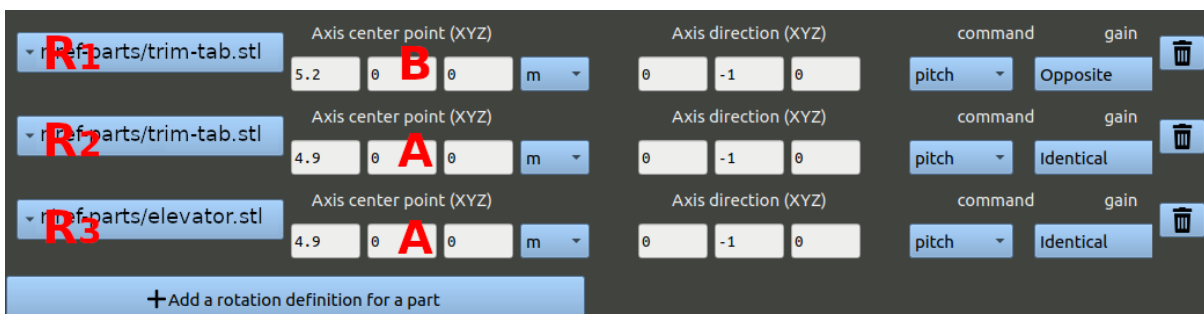 Axis center point (XYZ) Axis direction (XYZ) command gain
R1 ref-parts/trim-tab.stl
5.2 0 0 B m 0 -1 0 pitch Opposite
Axis center point (XYZ) Axis direction (XYZ) command gain
R2 ref-parts/trim-tab.stl
4.9 0 0 A m 0 -1 0 pitch Identical
Axis center point (XYZ) Axis direction (XYZ) command gain
R3 ref-parts/elevator.stl
4.9 0 0 A m 0 -1 0 pitch Identical
+Add a rotation definition for a part